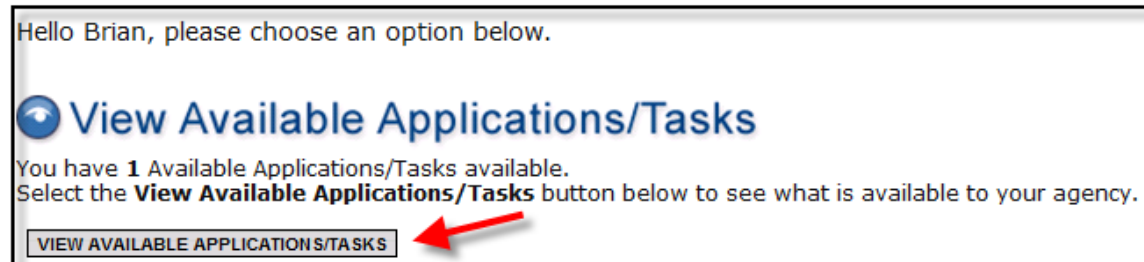 Hello Brian, please choose an option below.
View Available Applications/Tasks
You have 1 Available Applications/Tasks available.
Select the View Available Applications/Tasks button below to see what is available to your agency.
VIEW AVAILABLE APPLICATIONS/TASKS